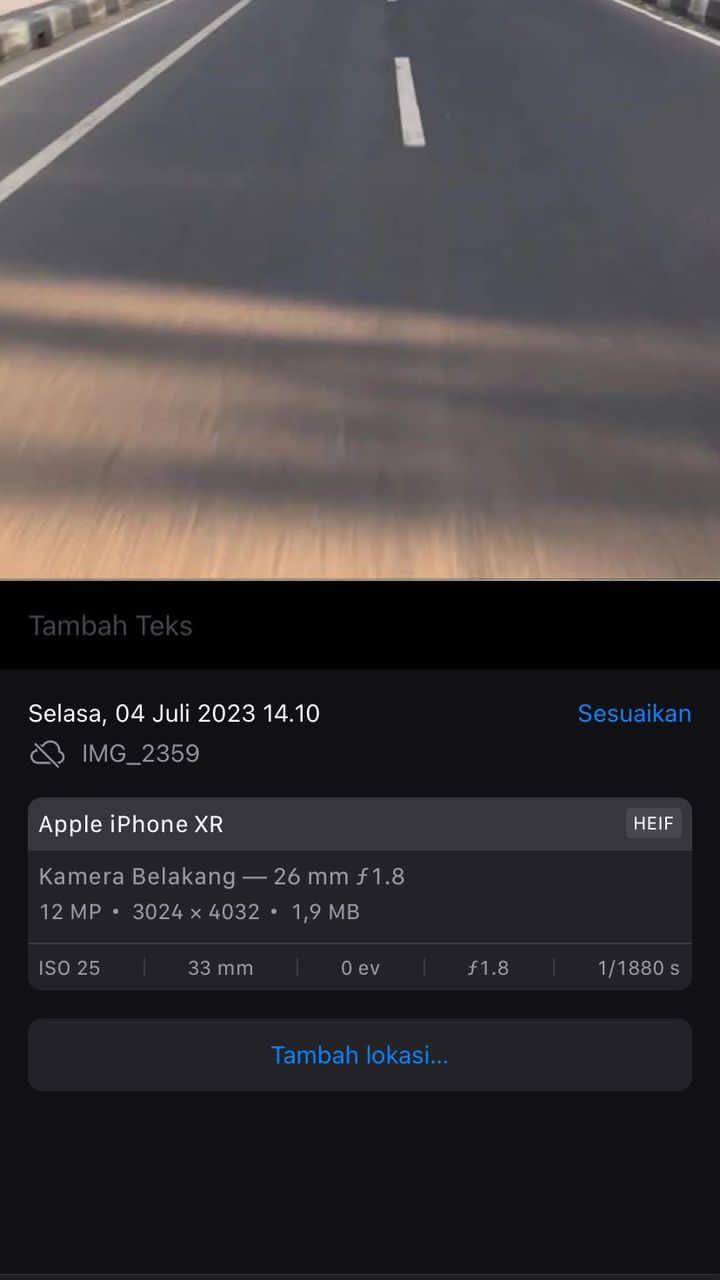 Tambah Teks
Selasa, 04 Juli 2023 14.10
Sesuaikan
IMG_2359
Apple iPhone XR
HEIF
Kamera Belakang — 26 mm ƒ1.8
12 MP • 3024 × 4032 • 1,9 MB
ISO 25 | 33 mm | 0 ev | ƒ1.8 | 1/1880 s
Tambah lokasi...